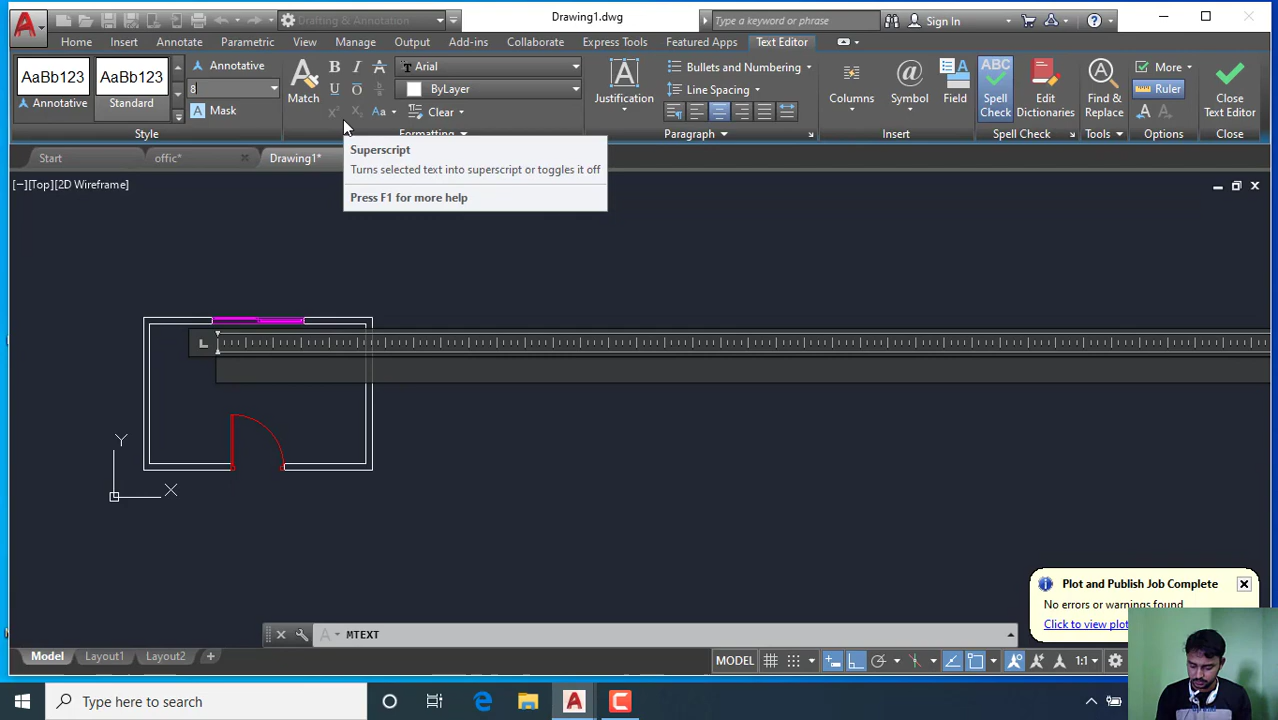 Drafting & Annotation
Drawing1.dwg
Type a keyword or phrase
Sign In
Home
Insert
Annotate
Parametric
View
Manage
Output
Add-ins
Collaborate
Express Tools
Featured Apps
Text Editor
AaBb123
AaBb123
Annotative
Standard
Annotative
8
Mask
Style
Match
Arial
ByLayer
Aa
Clear
Formatting
Justification
Bullets and Numbering
Line Spacing
Paragraph
Columns
Symbol
Field
Insert
ABC
Spell
Check
Edit
Dictionaries
Find &
Replace
Tools
More
Ruler
Options
Close
Text Editor
Close
Start
offic*
Drawing1*
Superscript
Turns selected text into superscript or toggles it off
Press F1 for more help
[−][Top][2D Wireframe]
Y
X
Plot and Publish Job Complete
No errors or warnings found
Click to view plot
MTEXT
Model
Layout1
Layout2
MODEL
1:1
Type here to search